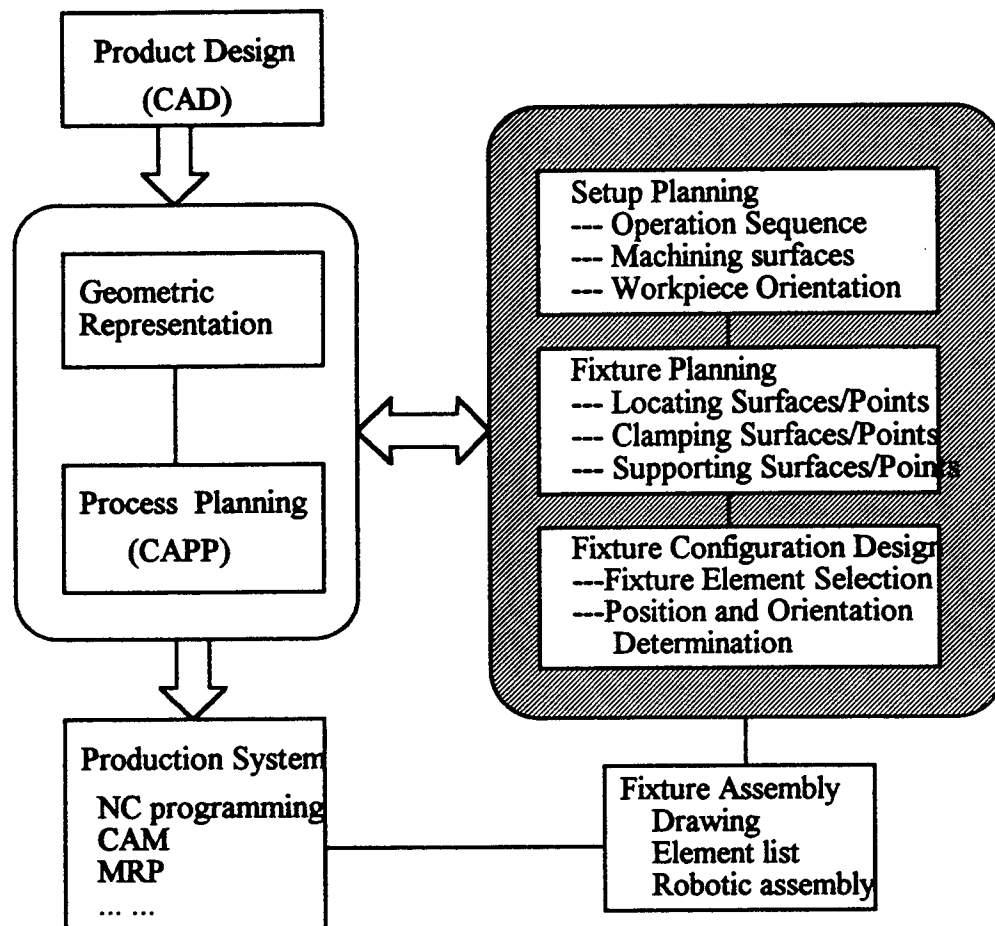 Product Design
(CAD)
Geometric
Representation
Process Planning
(CAPP)
Production System
NC programming
CAM
MRP
... ...
Setup Planning
--- Operation Sequence
--- Machining surfaces
--- Workpiece Orientation
Fixture Planning
--- Locating Surfaces/Points
--- Clamping Surfaces/Points
--- Supporting Surfaces/Points
Fixture Configuration Design
---Fixture Element Selection
---Position and Orientation
Determination
Fixture Assembly
Drawing
Element list
Robotic assembly